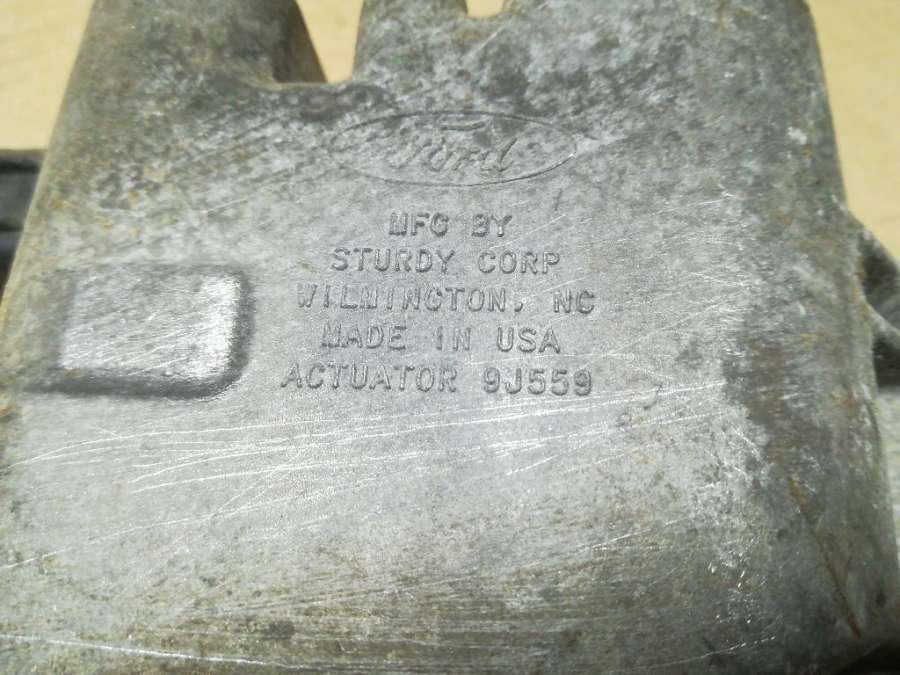 Ford
MFG BY
STURDY CORP
WILMINGTON, NC
MADE IN USA
ACTUATOR 9J559